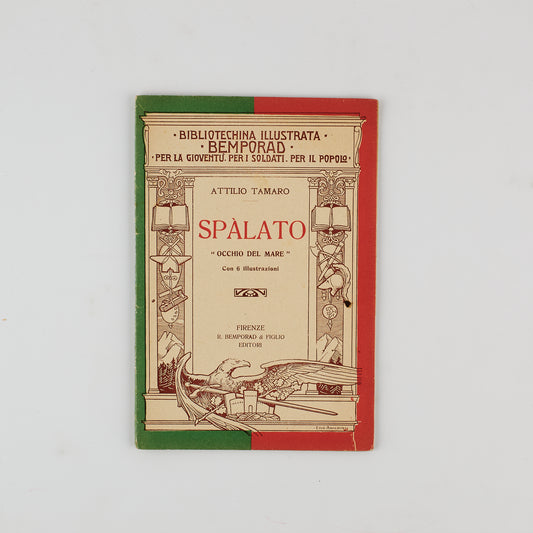 · BIBLIOTECHINA ILLUSTRATA ·
· BEMPORAD ·
· PER LA GIOVENTÙ. PER I SOLDATI. PER IL POPOLO ·
ATTILIO TAMARO
SPÀLATO
"OCCHIO DEL MARE"
Con 6 illustrazioni
FIRENZE
R. BEMPORAD & FIGLIO
EDITORI